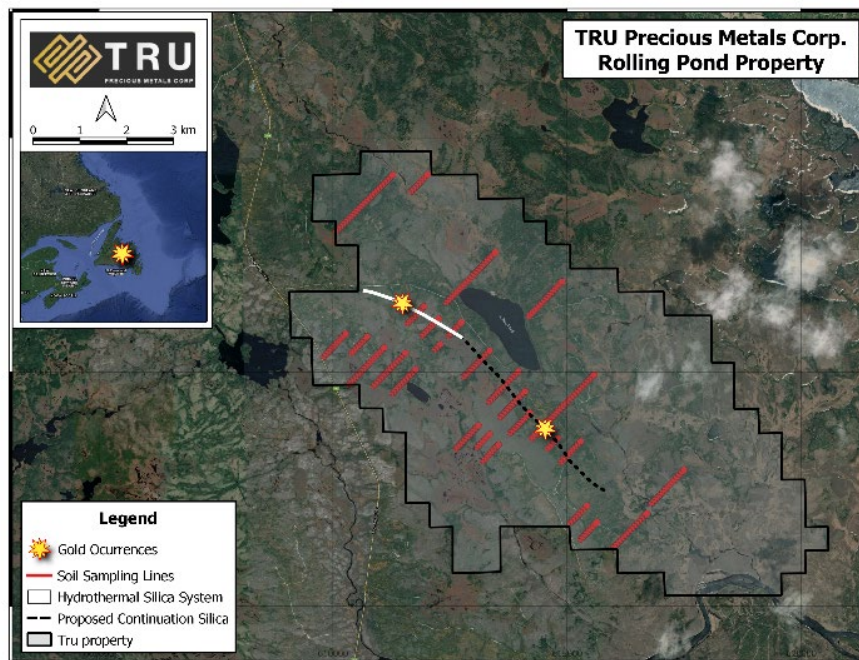 TRU
PRECIOUS METALS CORP
0 1 2 3 km
TRU Precious Metals Corp.
Rolling Pond Property
Legend
Gold Ocurrences
Soil Sampling Lines
Hydrothermal Silica System
Proposed Continuation Silica
Tru property